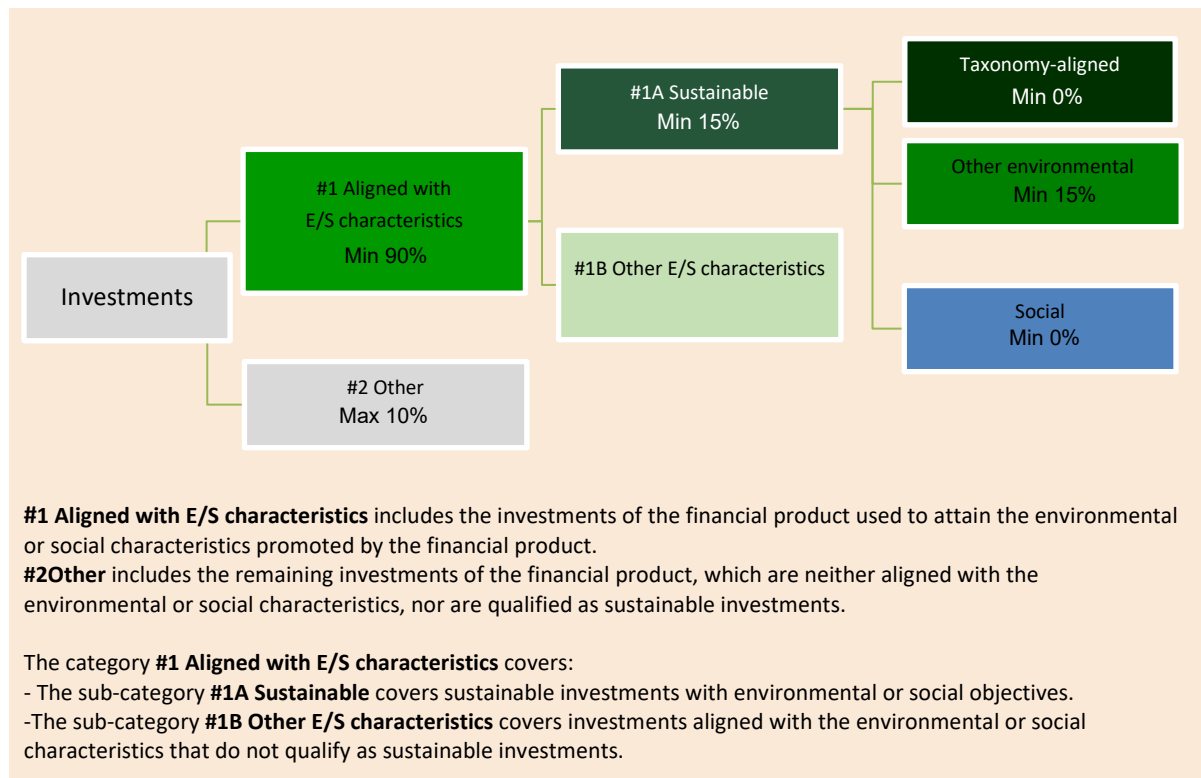 Taxonomy-aligned
Min 0%
#1A Sustainable
Min 15%
Other environmental
Min 15%
#1 Aligned with
E/S characteristics
Min 90%
#1B Other E/S characteristics
Investments
Social
Min 0%
#2 Other
Max 10%
#1 Aligned with E/S characteristics includes the investments of the financial product used to attain the environmental
or social characteristics promoted by the financial product.
#2Other includes the remaining investments of the financial product, which are neither aligned with the
environmental or social characteristics, nor are qualified as sustainable investments.
The category #1 Aligned with E/S characteristics covers:
- The sub-category #1A Sustainable covers sustainable investments with environmental or social objectives.
-The sub-category #1B Other E/S characteristics covers investments aligned with the environmental or social
characteristics that do not qualify as sustainable investments.